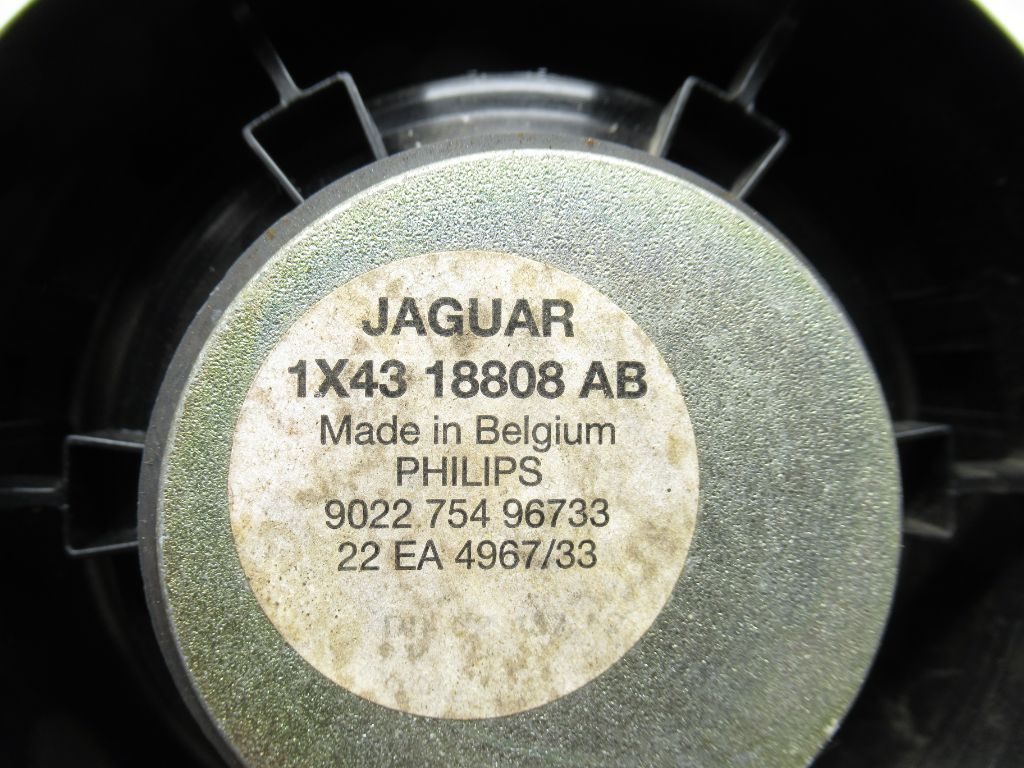 JAGUAR
1X43 18808 AB
Made in Belgium
PHILIPS
9022 754 96733
22 EA 4967/33